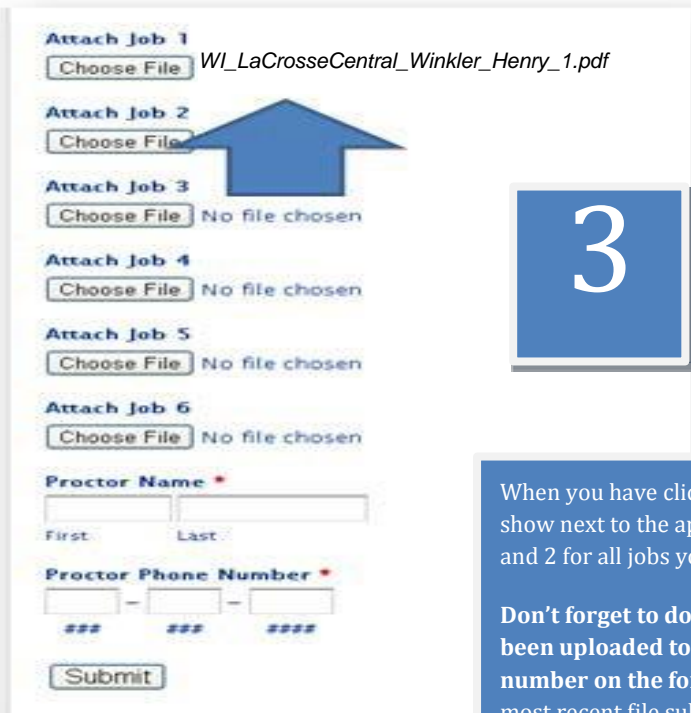 Attach Job 1
Choose File WI_LaCrosseCentral_Winkler_Henry_1.pdf
Attach Job 2
Choose File
Attach Job 3
Choose File No file chosen
Attach Job 4
Choose File No file chosen
Attach Job 5
Choose File No file chosen
Attach Job 6
Choose File No file chosen
Proctor Name *
First Last
Proctor Phone Number *
– –
### ### ####
Submit
3
When you have
show next to the
and 2 for all jobs
Don't forget to do
been uploaded to
number on the
most recent file